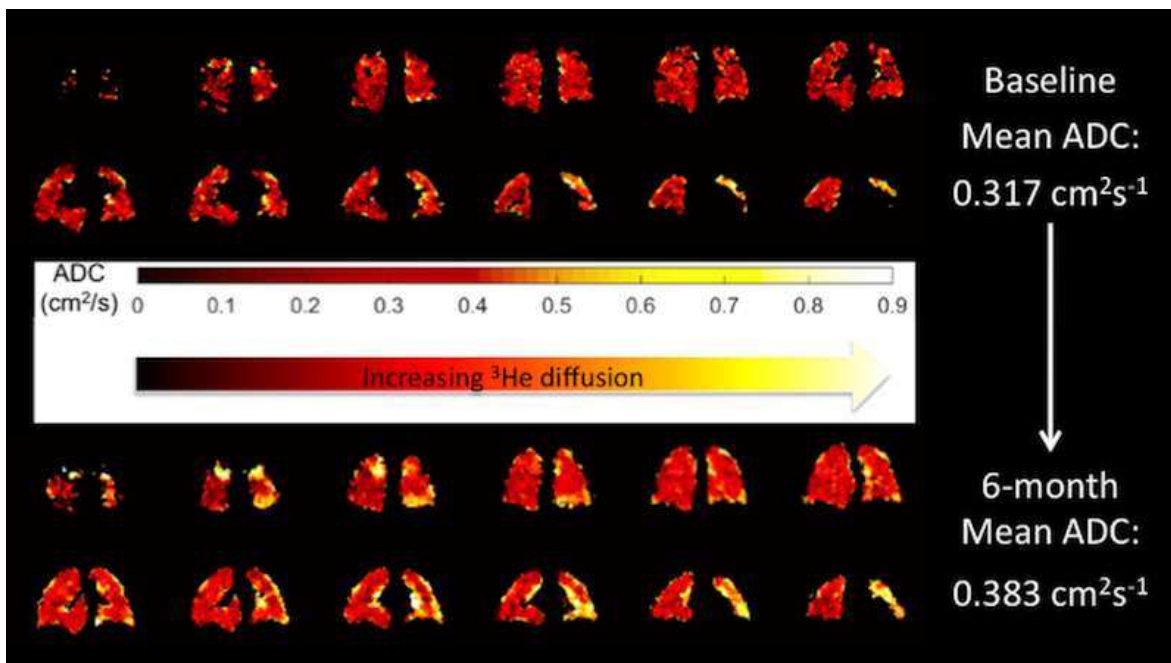 Baseline
Mean ADC:
0.317 cm²s⁻¹
ADC
(cm²/s)
0 0.1 0.2 0.3 0.4 0.5 0.6 0.7 0.8 0.9
Increasing ³He diffusion
6-month
Mean ADC:
0.383 cm²s⁻¹